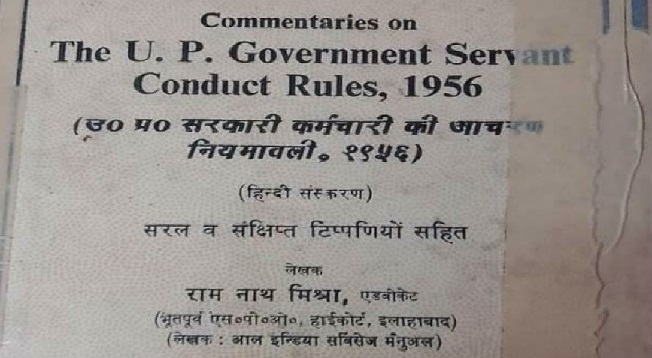 Commentaries on
The U. P. Government Servant
Conduct Rules, 1956
(उ० प्र० सरकारी कर्मचारी की आचरण
नियमावली, १९५६)
(हिन्दी संस्करण)
सरल व संक्षिप्त टिप्पणियों सहित
लेखक
राम नाथ मिश्रा, एडवोकेट
(भूतपूर्व एस०पी०ओ०, हाईकोर्ट, इलाहाबाद)
(लेखक : आल इन्डिया सर्विसेज मैनुअल)